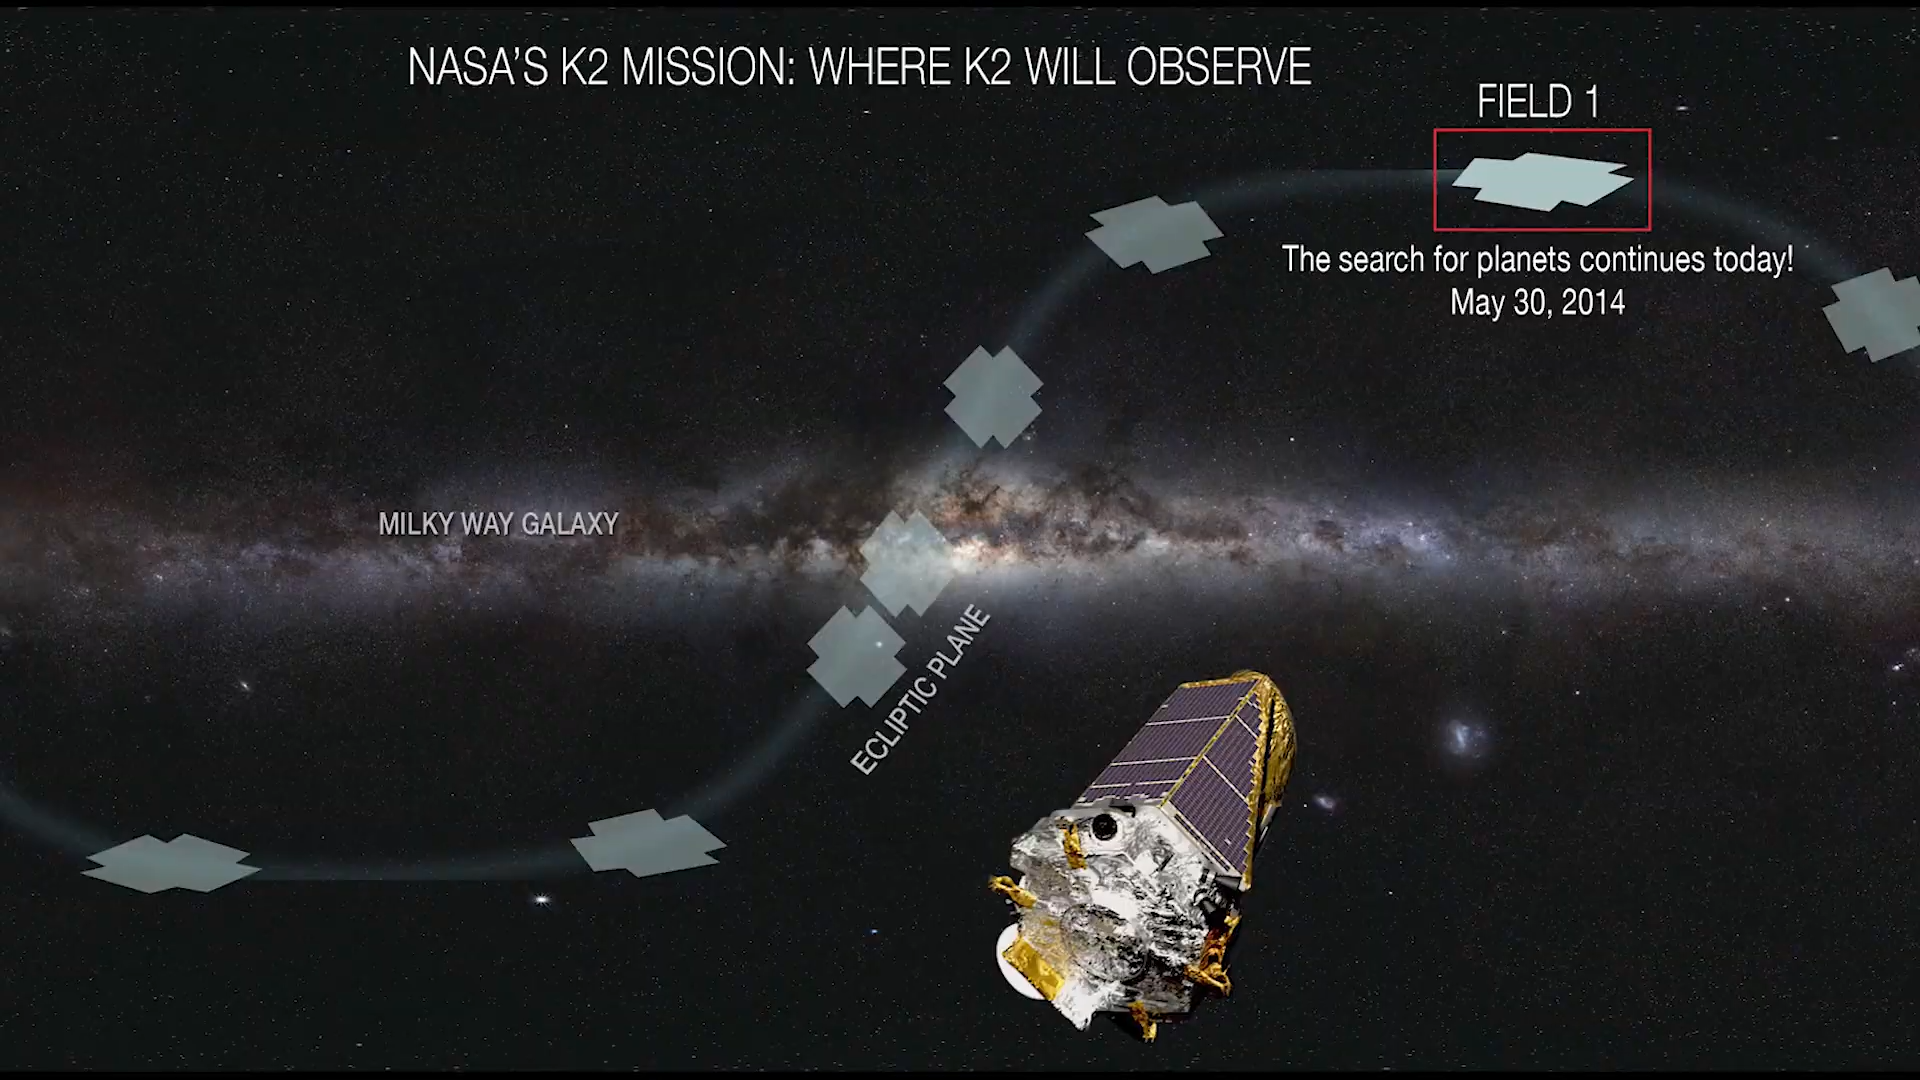 NASA'S K2 MISSION: WHERE K2 WILL OBSERVE
FIELD 1
The search for planets continues today!
May 30, 2014
MILKY WAY GALAXY
ECLIPTIC PLANE